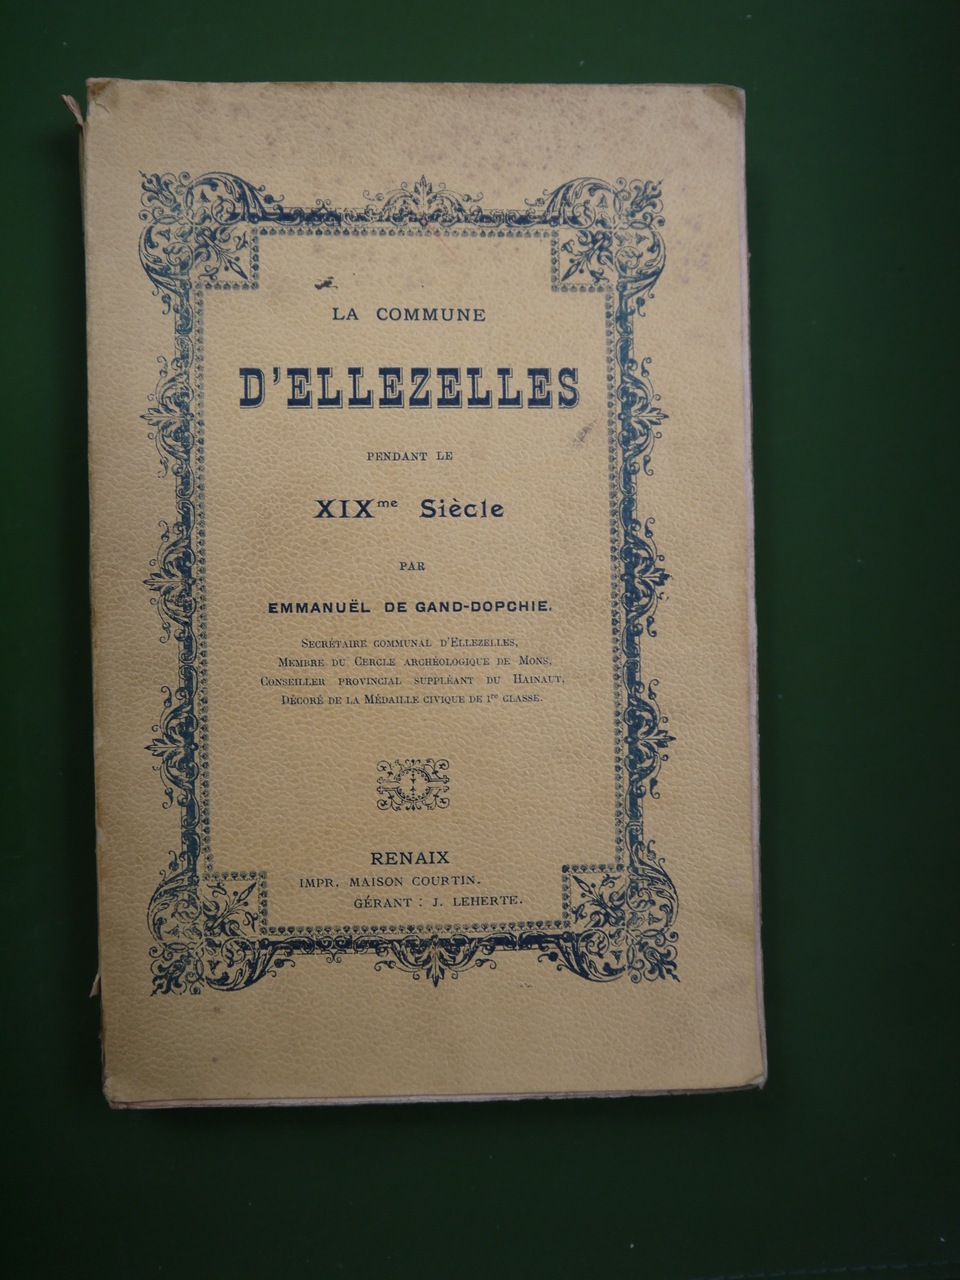 LA COMMUNE
D'ELLEZELLES
PENDANT LE
XIXme Siècle
PAR
EMMANUËL DE GAND-DOPCHIE.
SECRÉTAIRE COMMUNAL D'ELLEZELLES,
MEMBRE DU CERCLE ARCHÉOLOGIQUE DE MONS,
CONSEILLER PROVINCIAL SUPPLÉANT DU HAINAUT,
DÉCORÉ DE LA MÉDAILLE CIVIQUE DE 1re CLASSE.
RENAIX
IMPR. MAISON COURTIN.
GÉRANT : J. LEHERTE.